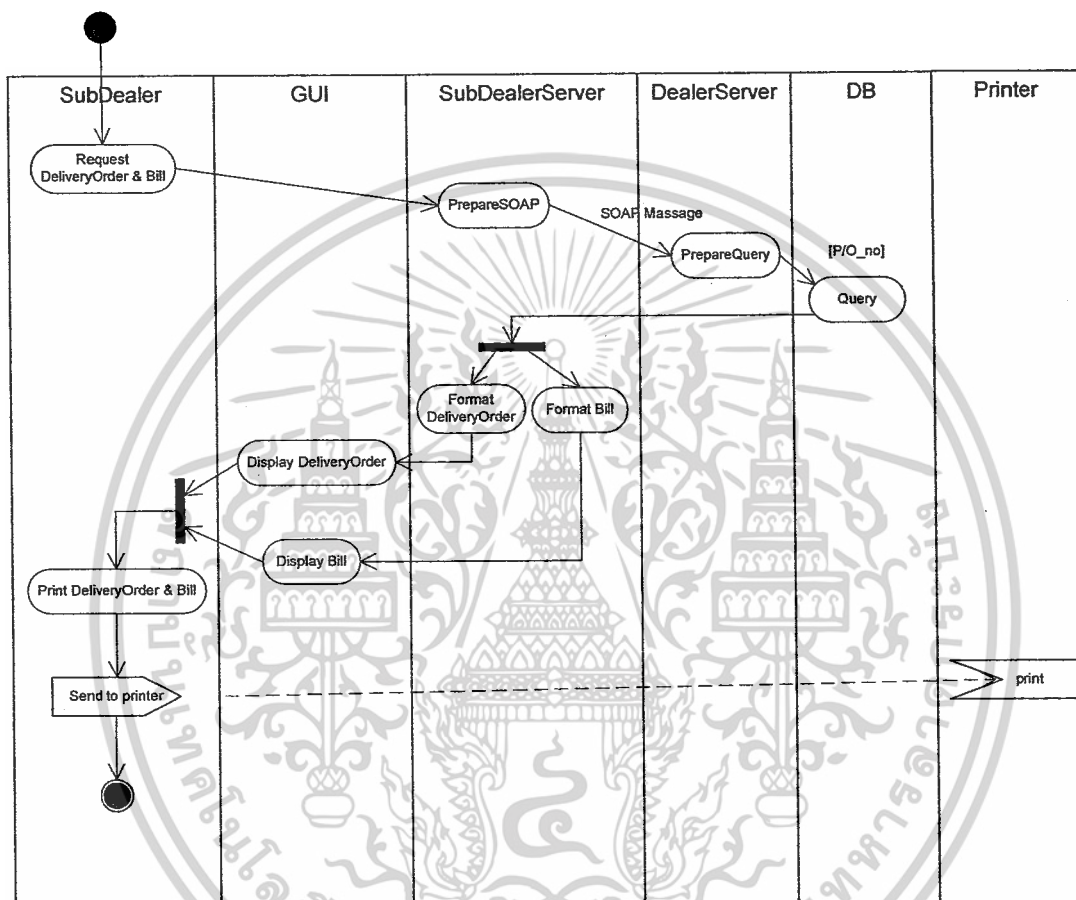 SubDealer
GUI
SubDealerServer
DealerServer
DB
Printer
Request
DeliveryOrder & Bill
PrepareSOAP
SOAP Massage
PrepareQuery
[P/O_no]
Query
Format
DeliveryOrder
Format Bill
Display DeliveryOrder
Display Bill
Print DeliveryOrder & Bill
Send to printer
print